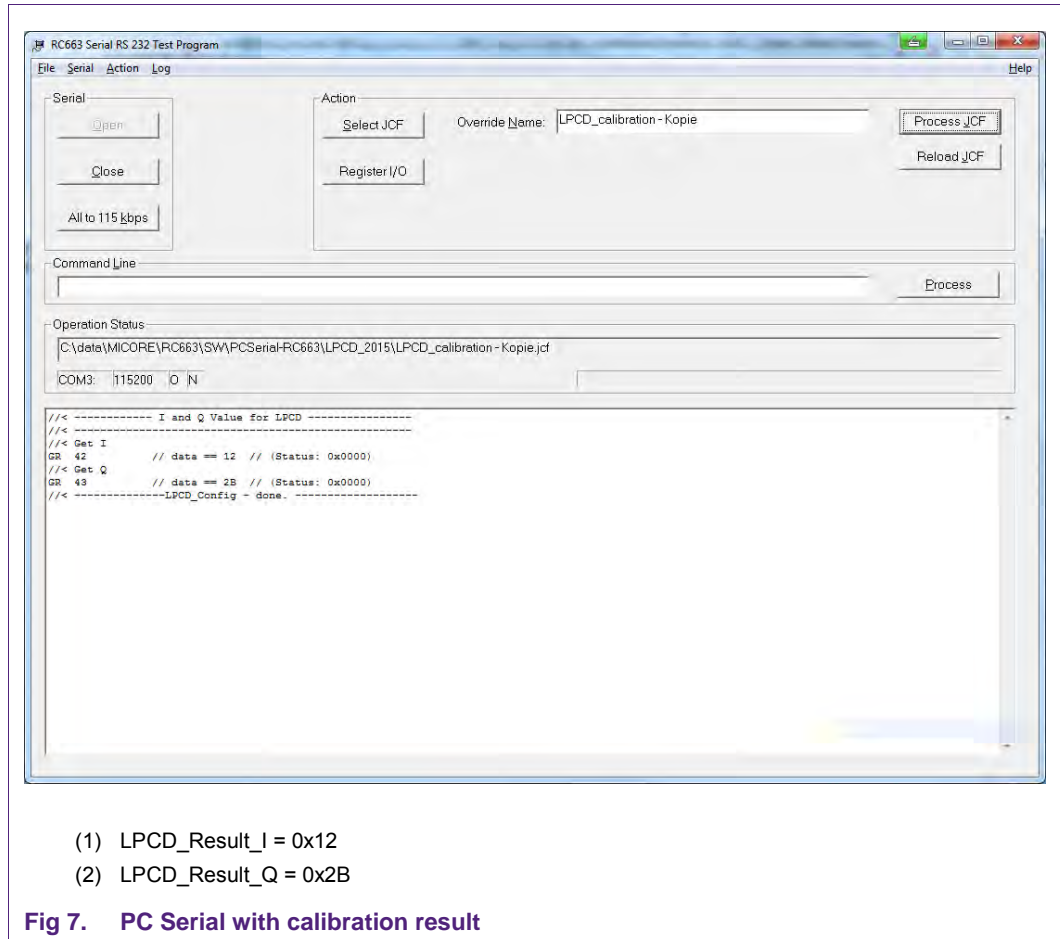 RC663 Serial RS 232 Test Program
File Serial Action Log Help
Serial
Open
Close
All to 115 kbps
Action
Select JCF
Override Name:
LPCD_calibration - Kopie
Process JCF
Register I/O
Reload JCF
Command Line
Process
Operation Status
C:\data\MICORE\RC663\SW\PCSerial-RC663\LPCD_2015\LPCD_calibration - Kopie.jcf
COM3: 115200 O N
//< ------------ I and Q Value for LPCD ----------------
//< ----------------------------------------------------
//< Get I
GR 42 // data == 12 // (Status: 0x0000)
//< Get Q
GR 43 // data == 2B // (Status: 0x0000)
//< --------------LPCD_Config - done. -------------------
(1) LPCD_Result_I = 0x12
(2) LPCD_Result_Q = 0x2B
Fig 7. PC Serial with calibration result